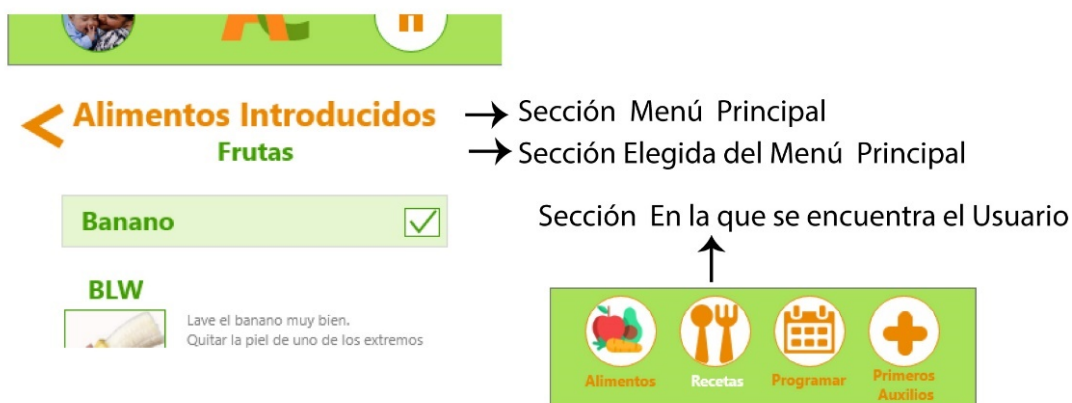 AC
Alimentos Introducidos
Frutas
Sección Menú Principal
Sección Elegida del Menú Principal
Banano
Sección En la que se encuentra el Usuario
BLW
Lave el banano muy bien.
Quitar la piel de uno de los extremos
Alimentos
Recetas
Programar
Primeros
Auxilios